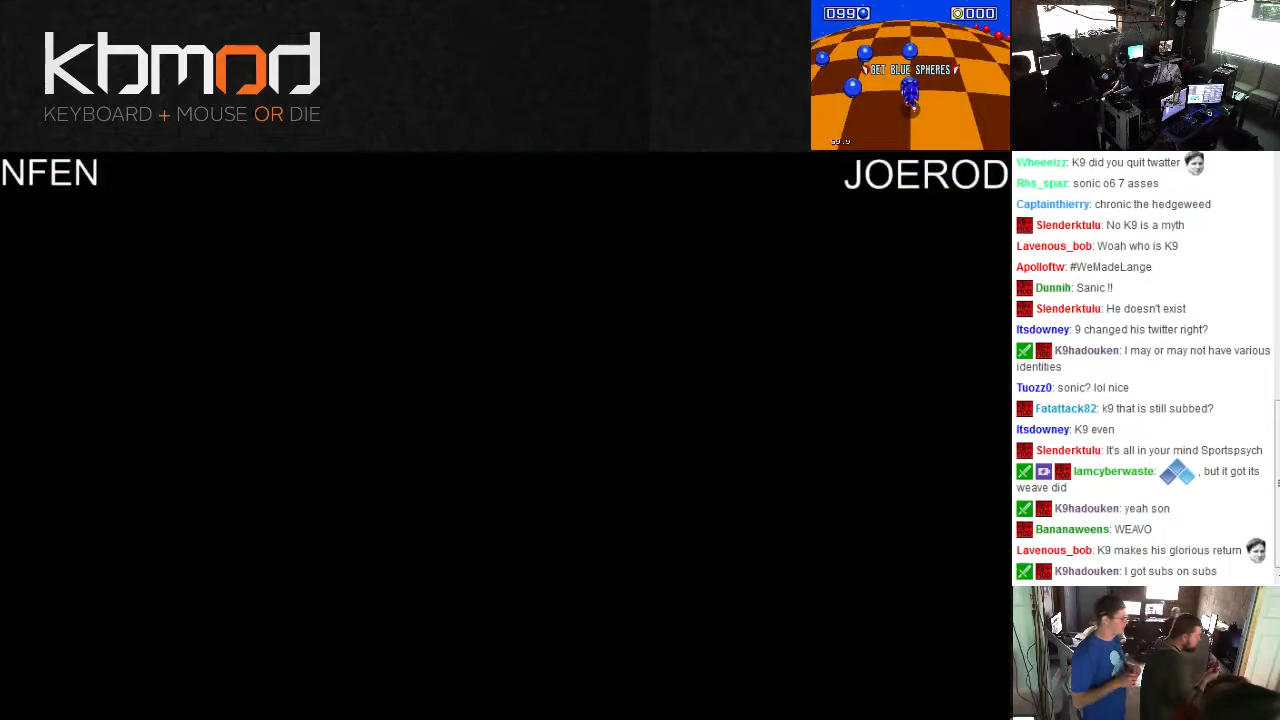 kbmod
KEYBOARD + MOUSE OR DIE
099
000
GET BLUE SPHERES
NFEN
JOEROD
Wheeeizz: K9 did you quit twatter
Rhs_spaz: sonic o6 7 asses
Captainthierry: chronic the hedgeweed
Slenderktulu: No K9 is a myth
Lavenous_bob: Woah who is K9
Apolloftw: #WeMadeLange
Dunnih: Sanic !!
Slenderktulu: He doesn't exist
Itsdowney: 9 changed his twitter right?
K9hadouken: I may or may not have various
identities
Tuozz0: sonic? lol nice
Fatattack82: k9 that is still subbed?
Itsdowney: K9 even
Slenderktulu: It's all in your mind Sportspsych
Iamcyberwaste: , but it got its
weave did
K9hadouken: yeah son
Bananaweens: WEAVO
Lavenous_bob: K9 makes his glorious return
K9hadouken: I got subs on subs